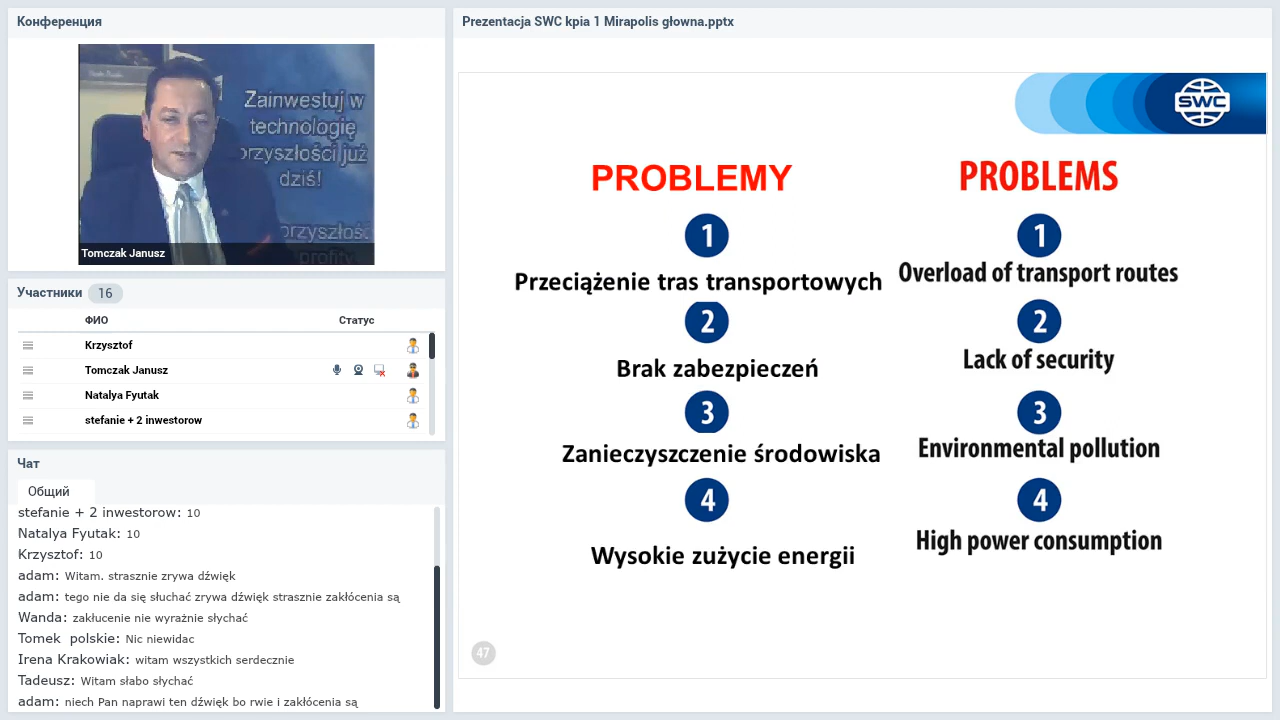 Конференция
Zainwestuj w
technologię
przyszłości już
dziś!
przyszłość
profity
Tomczak Janusz
Участники 16
ФИО Статус
Krzysztof
Tomczak Janusz
Natalya Fyutak
stefanie + 2 inwestorow
Чат
Общий
stefanie + 2 inwestorow: 10
Natalya Fyutak: 10
Krzysztof: 10
adam: Witam. strasznie zrywa dźwięk
adam: tego nie da się słuchać zrywa dźwięk strasznie zakłócenia są
Wanda: zakłucenie nie wyrażnie słychać
Tomek polskie: Nic niewidac
Irena Krakowiak: witam wszystkich serdecznie
Tadeusz: Witam słabo słychać
adam: niech Pan naprawi ten dźwięk bo rwie i zakłócenia są
Prezentacja SWC kpia 1 Mirapolis głowna.pptx
SWC
PROBLEMY
1
Przeciążenie tras transportowych
2
Brak zabezpieczeń
3
Zanieczyszczenie środowiska
4
Wysokie zużycie energii
PROBLEMS
1
Overload of transport routes
2
Lack of security
3
Environmental pollution
4
High power consumption
47